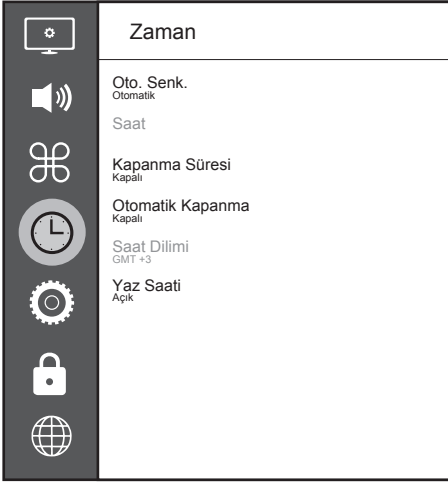 Zaman
Oto. Senk.
Otomatik
Saat
Kapanma Süresi
Kapalı
Otomatik Kapanma
Kapalı
Saat Dilimi
GMT +3
Yaz Saati
Açık